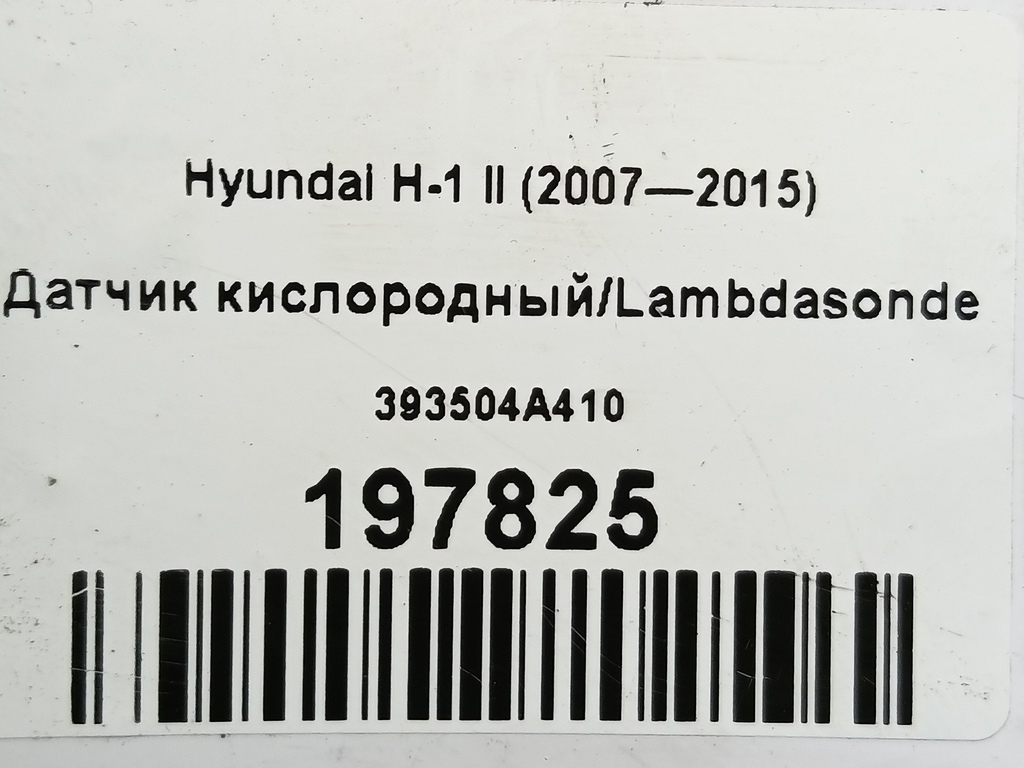 Hyundai H-1 II (2007—2015)
Датчик кислородный/Lambdasonde
393504A410
197825